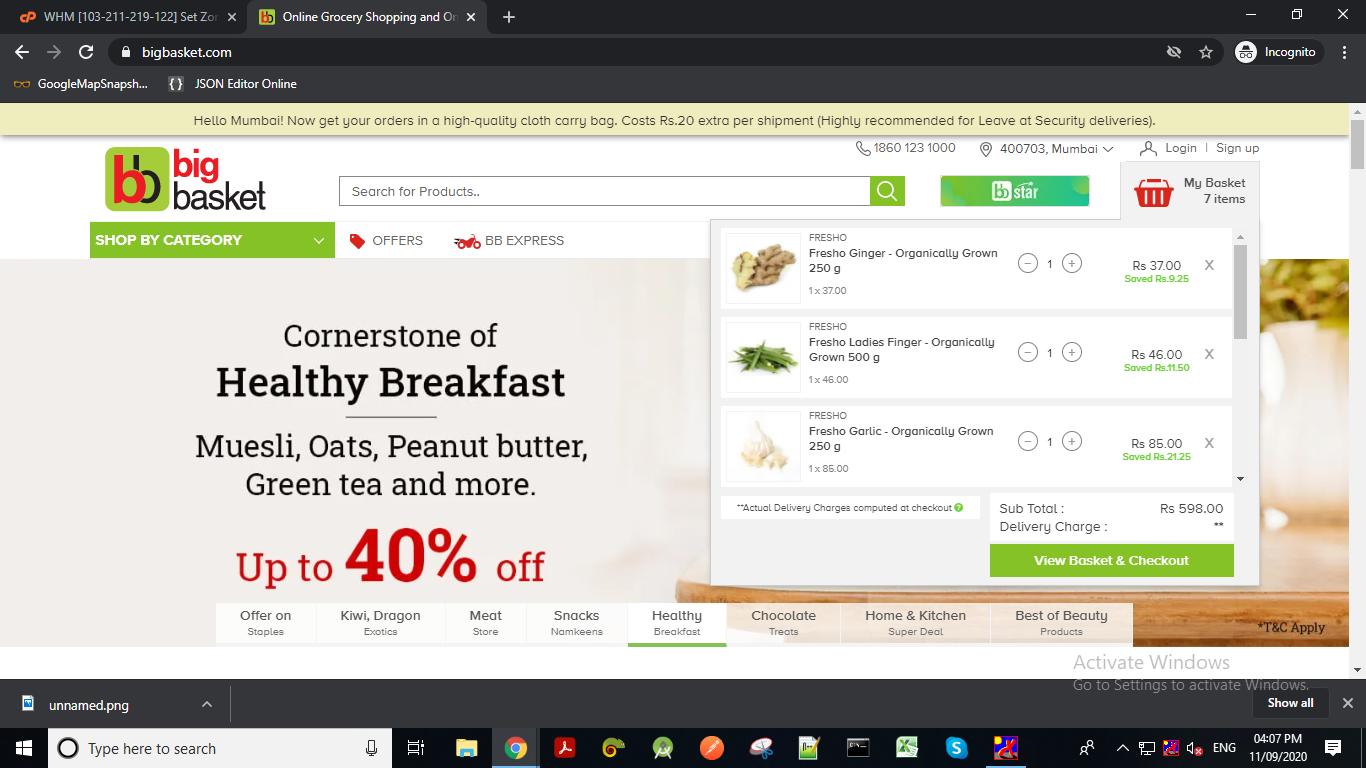 WHM [103-211-219-122] Set Zon
Online Grocery Shopping and On
bigbasket.com
Incognito
GoogleMapSnapsh...
{ } JSON Editor Online
Hello Mumbai! Now get your orders in a high-quality cloth carry bag. Costs Rs.20 extra per shipment (Highly recommended for Leave at Security deliveries).
1860 123 1000
400703, Mumbai
Login | Sign up
bb
big
basket
Search for Products..
bb star
My Basket
7 items
SHOP BY CATEGORY
OFFERS
BB EXPRESS
FRESHO
Fresho Ginger - Organically Grown
250 g
1 x 37.00
1
Rs 37.00
Saved Rs.9.25
X
FRESHO
Fresho Ladies Finger - Organically
Grown 500 g
1 x 46.00
1
Rs 46.00
Saved Rs.11.50
X
FRESHO
Fresho Garlic - Organically Grown
250 g
1 x 85.00
1
Rs 85.00
Saved Rs.21.25
X
**Actual Delivery Charges computed at checkout ?
Sub Total : Rs 598.00
Delivery Charge : **
View Basket & Checkout
Cornerstone of
Healthy Breakfast
Muesli, Oats, Peanut butter,
Green tea and more.
Up to 40% off
*T&C Apply
Offer on
Staples
Kiwi, Dragon
Exotics
Meat
Store
Snacks
Namkeens
Healthy
Breakfast
Chocolate
Treats
Home & Kitchen
Super Deal
Best of Beauty
Products
Activate Windows
Go to Settings to activate Windows.
unnamed.png
Show all
Type here to search
ENG
04:07 PM
11/09/2020